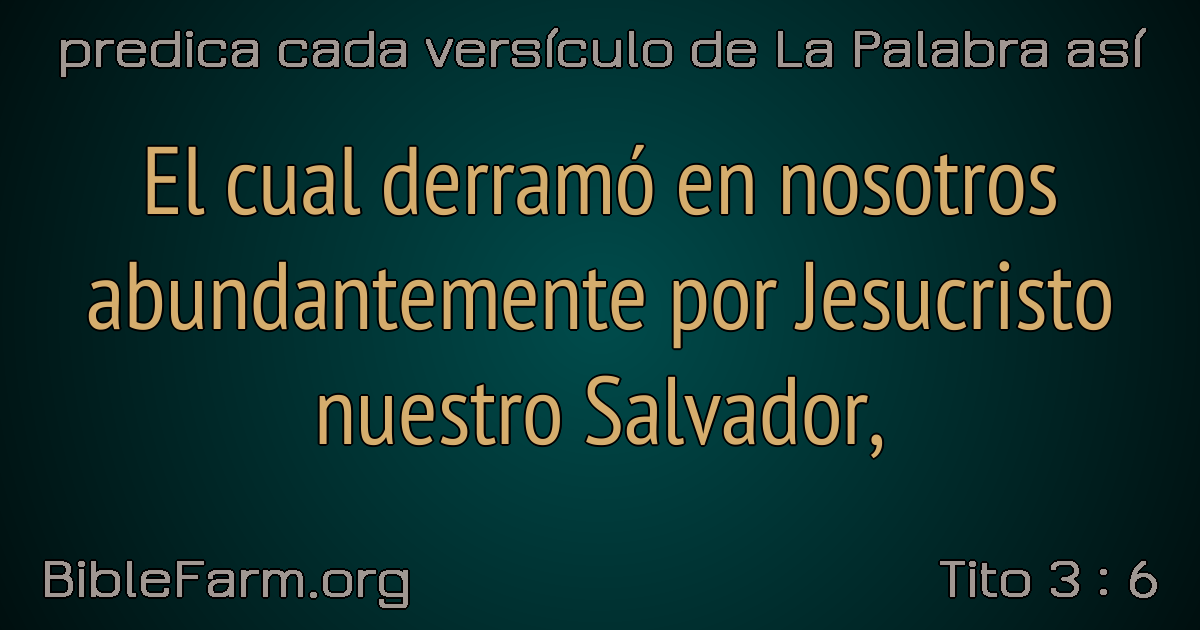 predica cada versículo de La Palabra así
El cual derramó en nosotros
abundantemente por Jesucristo
nuestro Salvador,
BibleFarm.org
Tito 3 : 6